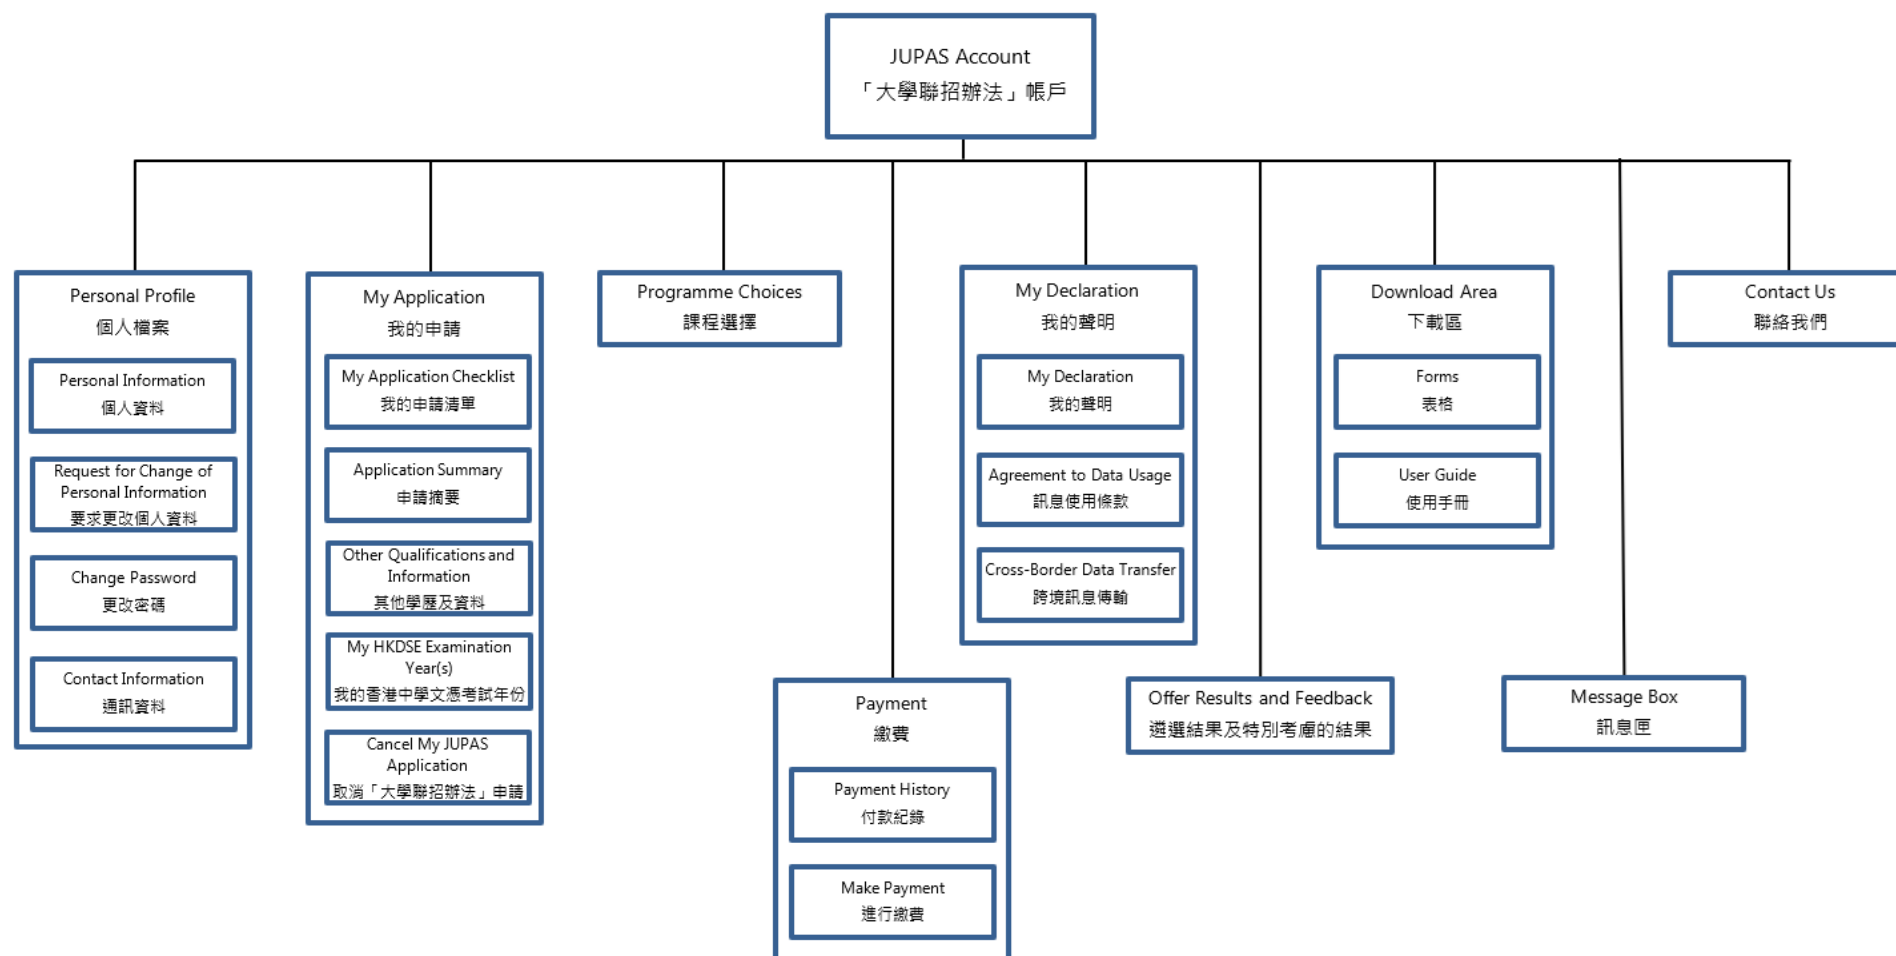 JUPAS Account
「大學聯招辦法」帳戶
Personal Profile
個人檔案
Personal Information
個人資料
Request for Change of
Personal Information
要求更改個人資料
Change Password
更改密碼
Contact Information
通訊資料
My Application
我的申請
My Application Checklist
我的申請清單
Application Summary
申請摘要
Other Qualifications and
Information
其他學歷及資料
My HKDSE Examination
Year(s)
我的香港中學文憑考試年份
Cancel My JUPAS
Application
取消「大學聯招辦法」申請
Programme Choices
課程選擇
Payment
繳費
Payment History
付款紀錄
Make Payment
進行繳費
My Declaration
我的聲明
My Declaration
我的聲明
Agreement to Data Usage
訊息使用條款
Cross-Border Data Transfer
跨境訊息傳輸
Offer Results and Feedback
遴選結果及特別考慮的結果
Download Area
下載區
Forms
表格
User Guide
使用手冊
Message Box
訊息匣
Contact Us
聯絡我們